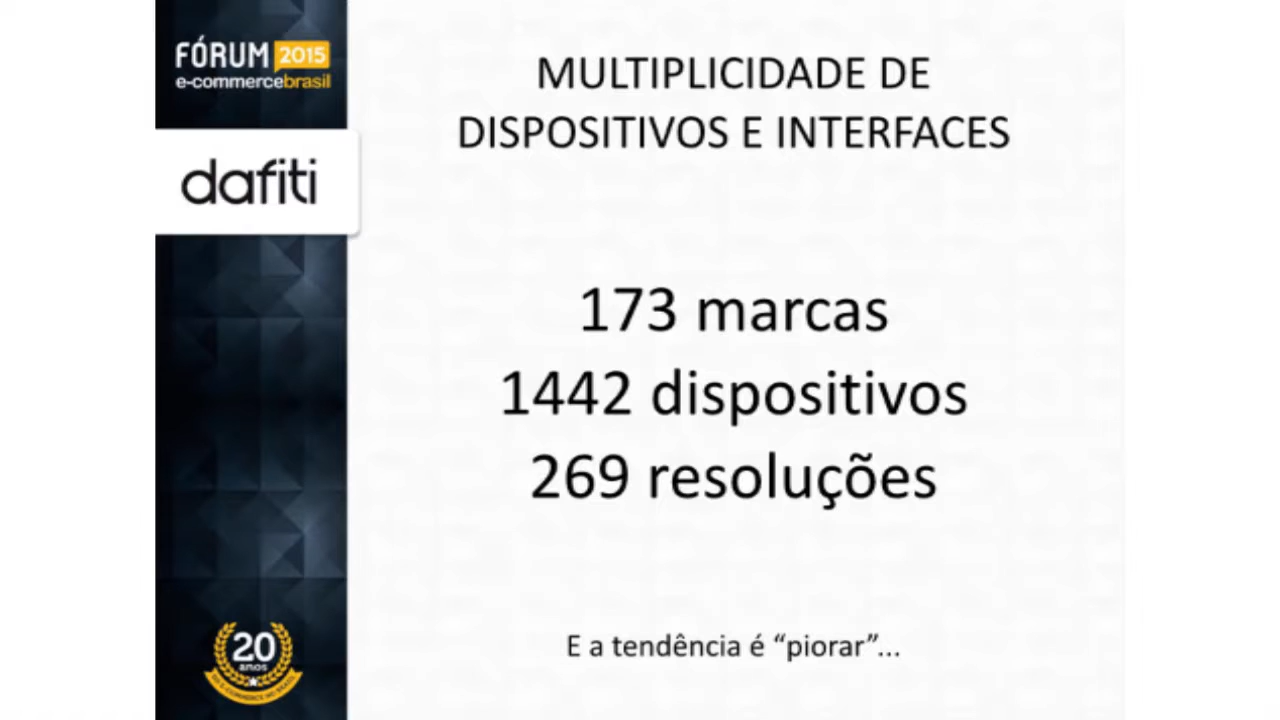 FÓRUM 2015
e-commercebrasil
dafiti
MULTIPLICIDADE DE
DISPOSITIVOS E INTERFACES
173 marcas
1442 dispositivos
269 resoluções
E a tendência é “piorar”...
20
anos